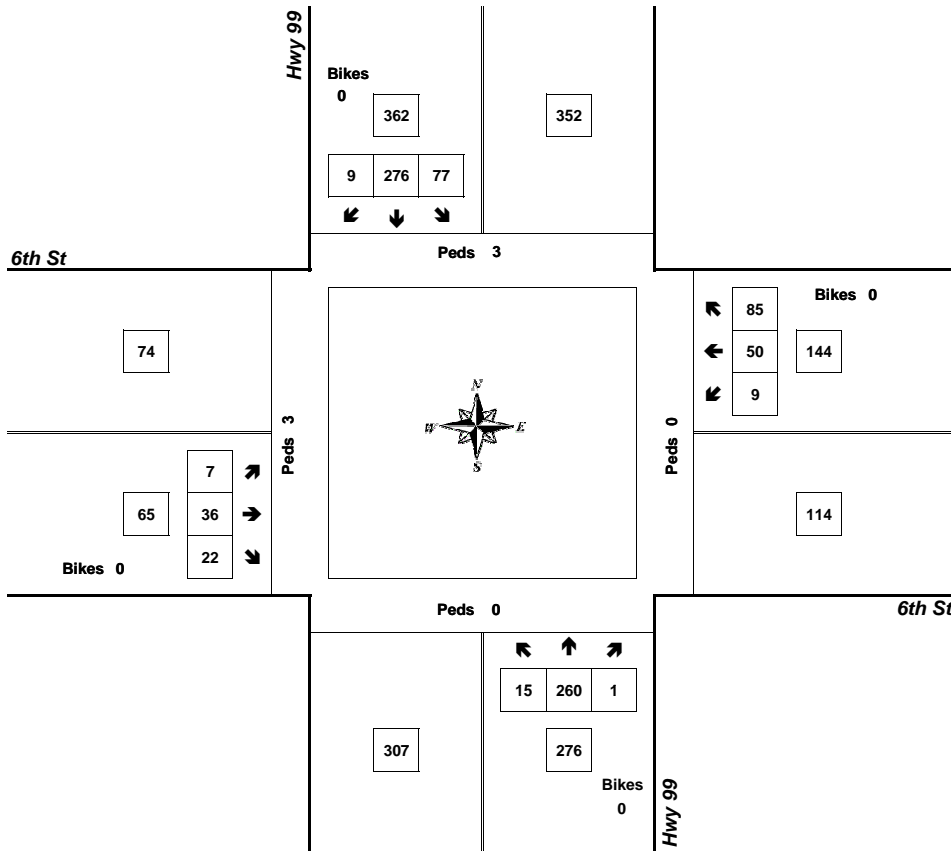 Hwy 99
Bikes
0
362
352
9 276 77
Peds 3
6th St
74
85
50
9
Bikes 0
144
Peds 3
Peds 0
N
W E
S
7
36
22
65
Bikes 0
114
Peds 0
6th St
15 260 1
307
276
Bikes
0
Hwy 99